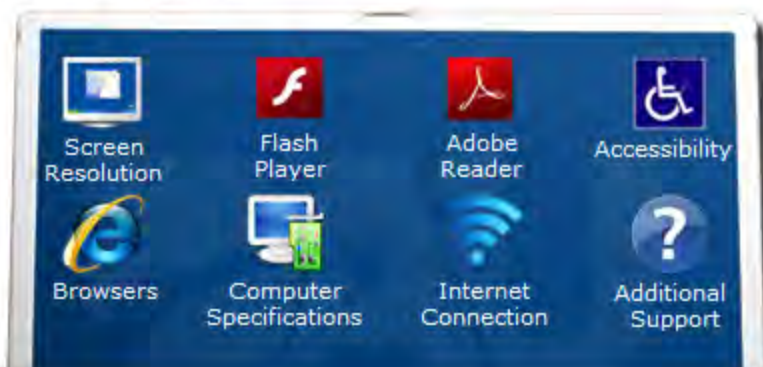 Screen
Resolution
Flash
Player
Adobe
Reader
Accessibility
Browsers
Computer
Specifications
Internet
Connection
Additional
Support